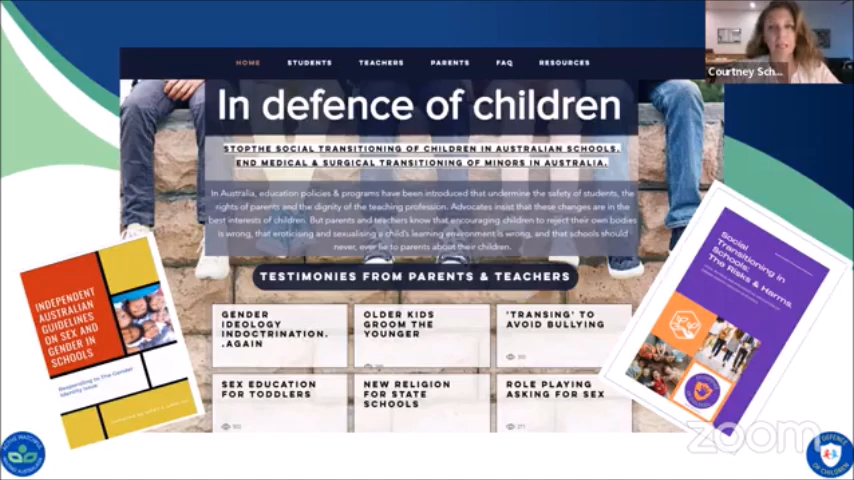 HOME STUDENTS TEACHERS PARENTS FAQ RESOURCES
Courtney Sch...
In defence of children
STOPTHE SOCIAL TRANSITIONING OF CHILDREN IN AUSTRALIAN SCHOOLS.
END MEDICAL & SURGICAL TRANSITIONING OF MINORS IN AUSTRALIA.
In Australia, education policies & programs have been introduced that undermine the safety of students, the
rights of parents and the dignity of the teaching profession. Advocates insist that these changes are in the
best interests of children. But parents and teachers know that encouraging children to reject their own bodies
is wrong, that eroticising and sexualising a child's learning environment is wrong, and that schools should
never, ever lie to parents about their children.
TESTIMONIES FROM PARENTS & TEACHERS
GENDER
IDEOLOGY
INDOCTRINATION.
.AGAIN
OLDER KIDS
GROOM THE
YOUNGER
'TRANSING' TO
AVOID BULLYING
SEX EDUCATION
FOR TODDLERS
NEW RELIGION
FOR STATE
SCHOOLS
ROLE PLAYING
ASKING FOR SEX
INDEPENDENT
AUSTRALIAN
GUIDELINES
ON SEX AND
GENDER IN
SCHOOLS
Responding to the Gender
Identity Issue
Social
Transitioning in
Schools:
The Risks & Harms.
zoom
ACTIVE WATCHFUL
WAITING AUSTRALIA
IN DEFENCE
OF CHILDREN